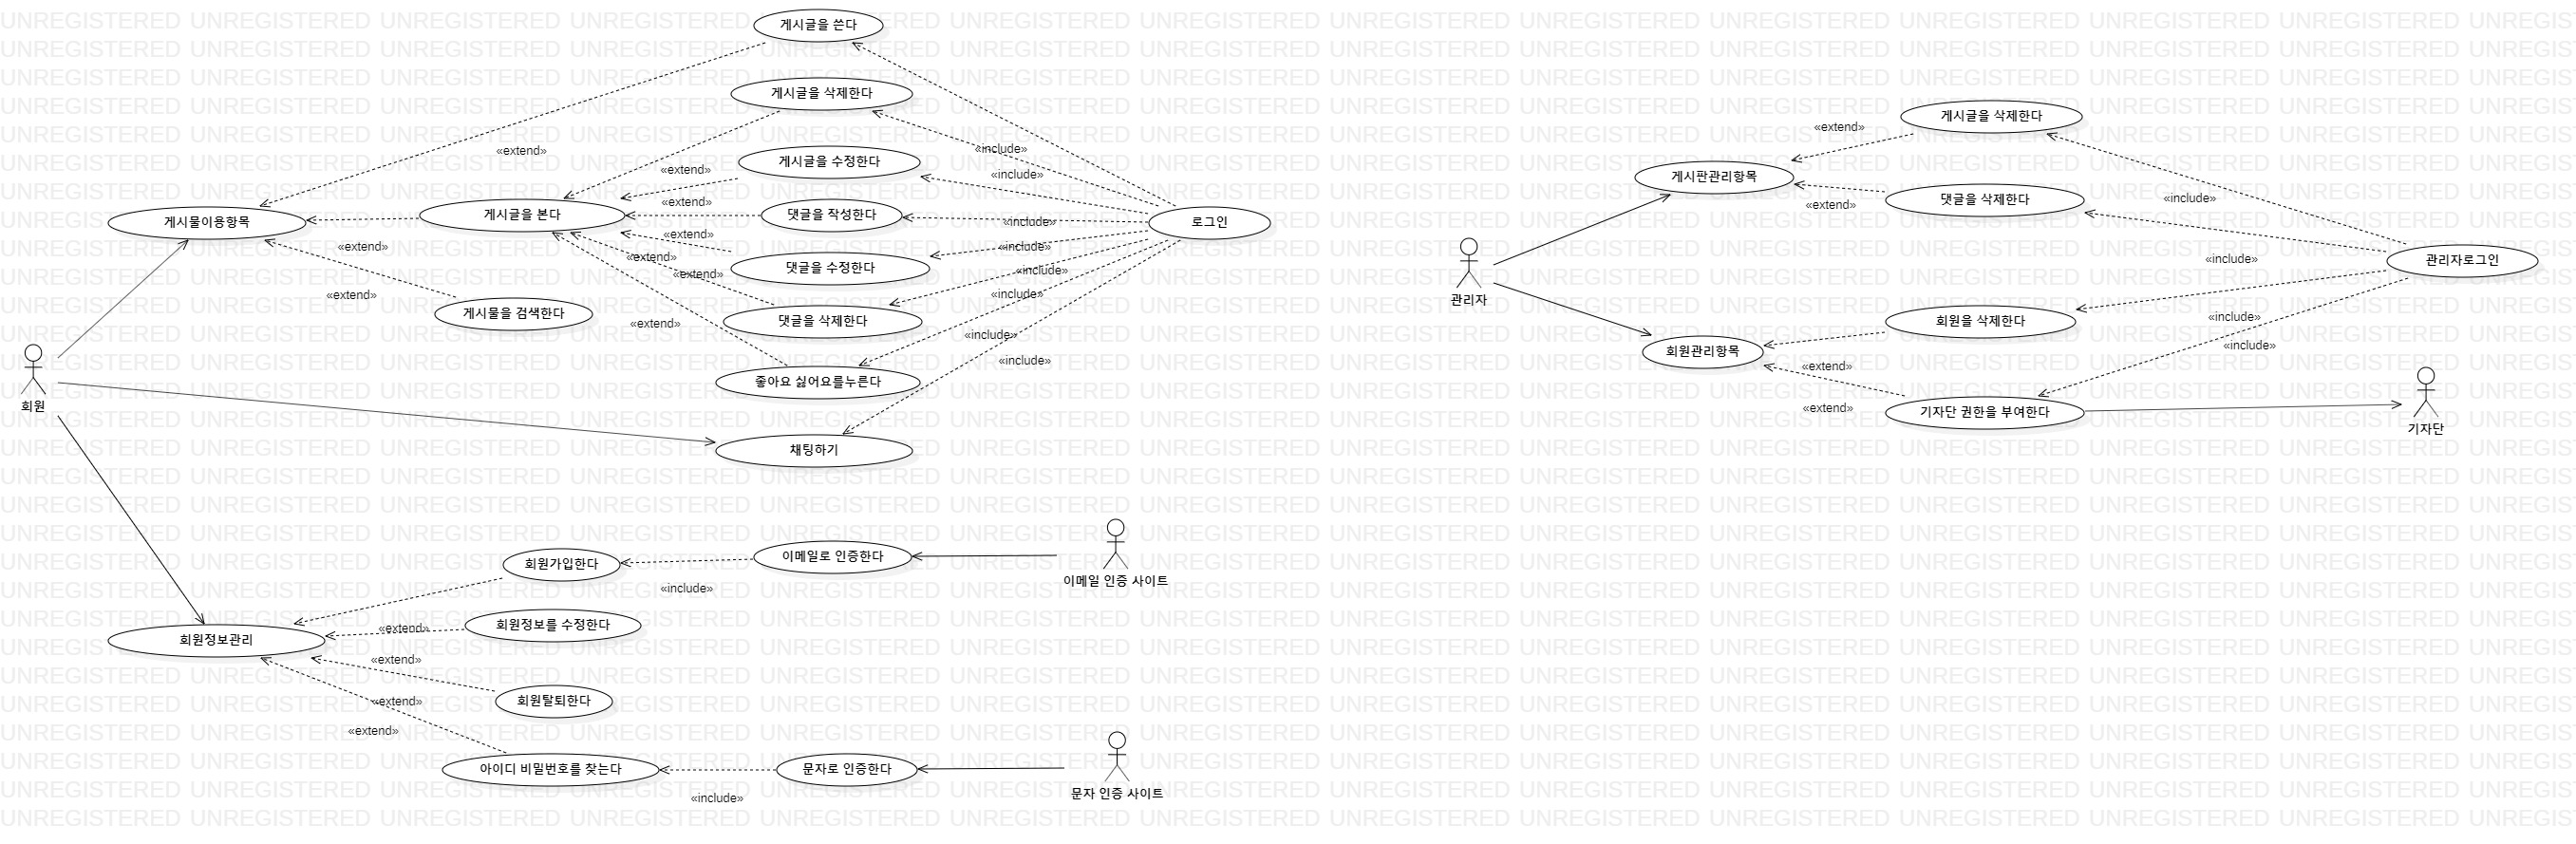 게시글을 쓴다
게시글을 삭제한다
«extend»
«include»
게시글을 수정한다
«extend»
«include»
게시물이용항목
게시글을 본다
«extend»
댓글을 작성한다
«include»
로그인
«extend»
«extend»
«include»
«extend»
댓글을 수정한다
«include»
«extend»
«extend»
«include»
게시물을 검색한다
댓글을 삭제한다
«extend»
«include»
«include»
회원
좋아요 싫어요를누른다
채팅하기
회원가입한다
이메일로 인증한다
이메일 인증 사이트
«include»
회원정보관리
«extend»
회원정보를 수정한다
«extend»
«extend»
회원탈퇴한다
«extend»
아이디 비밀번호를 찾는다
문자로 인증한다
문자 인증 사이트
«include»
게시글을 삭제한다
«extend»
게시판관리항목
댓글을 삭제한다
«extend»
«include»
관리자
«include»
관리자로그인
회원을 삭제한다
«include»
회원관리항목
«include»
«extend»
«extend»
기자단 권한을 부여한다
기자단
UNREGISTERED